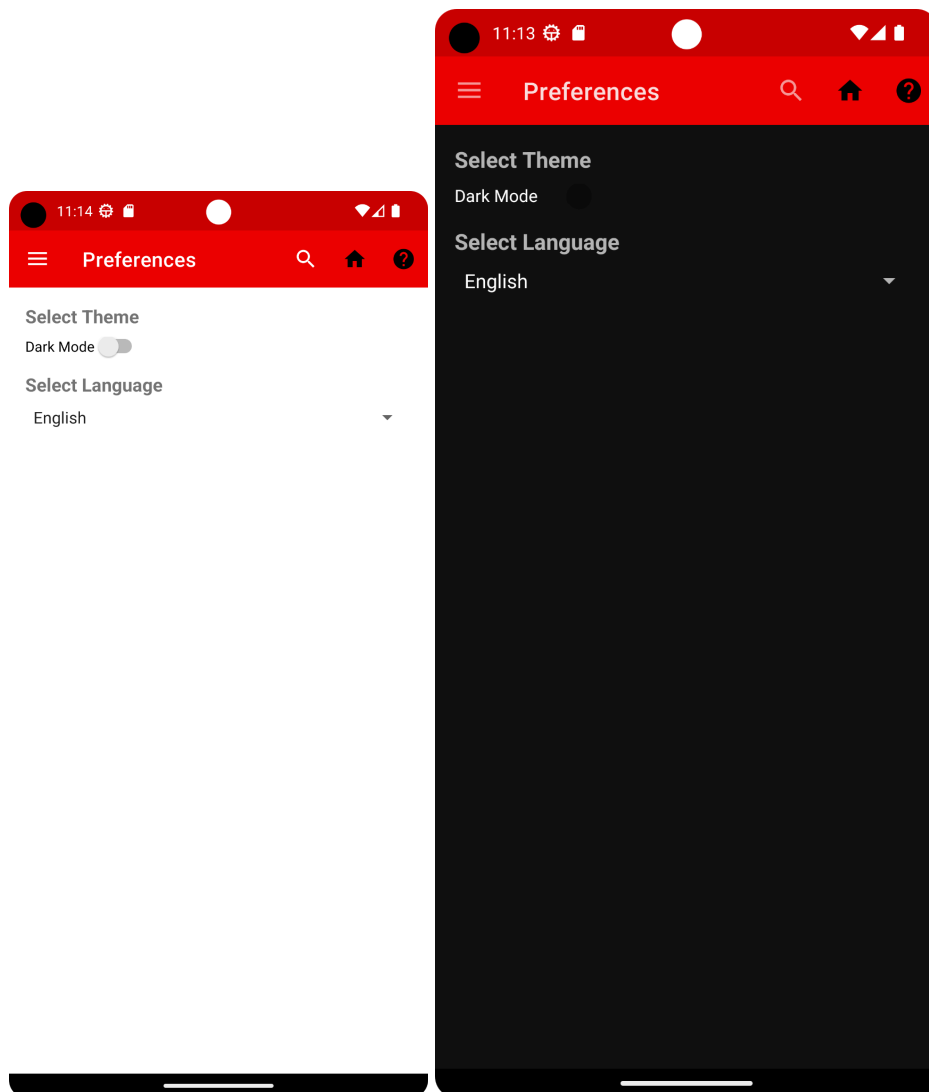 11:14
Preferences
Select Theme
Dark Mode
Select Language
English
11:13
Preferences
Select Theme
Dark Mode
Select Language
English